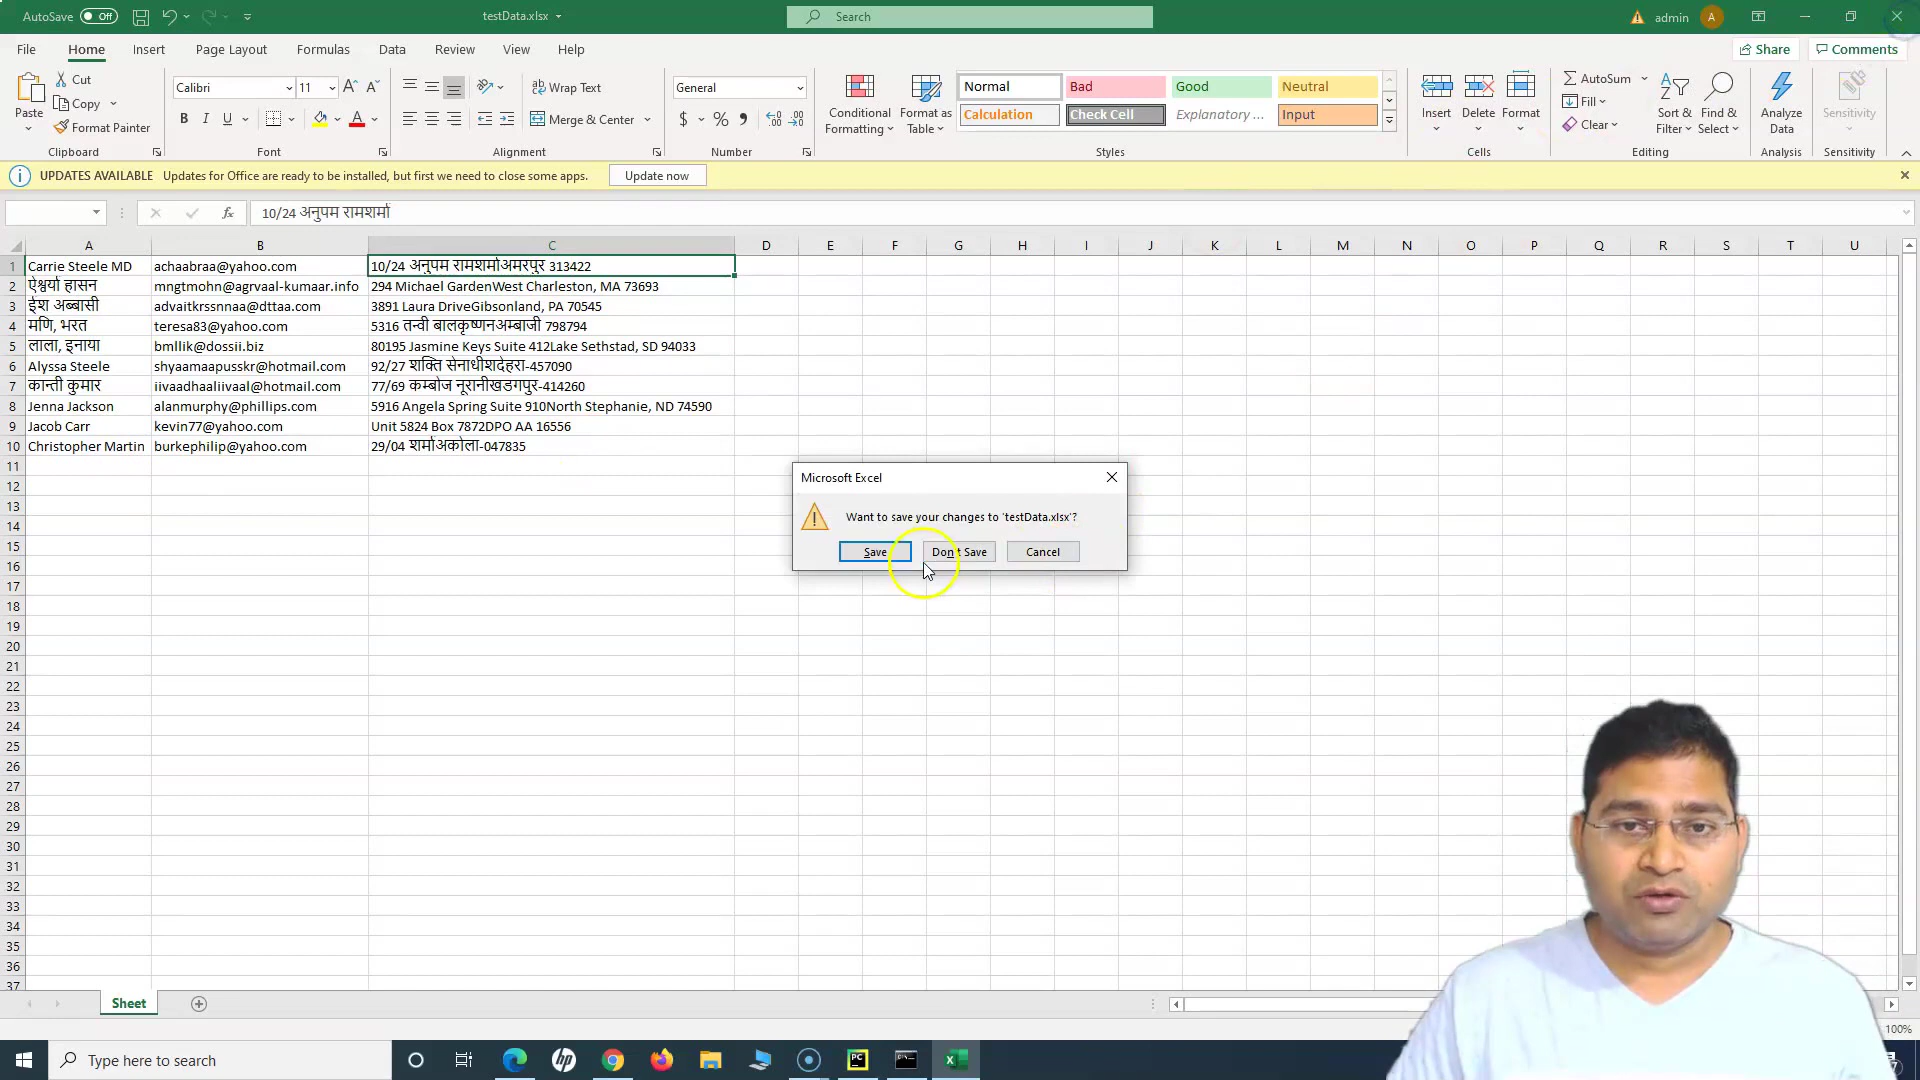 AutoSave Off testData.xlsx Search admin A
File Home Insert Page Layout Formulas Data Review View Help Share Comments
Cut
Copy
Format Painter
Paste
Clipboard
Calibri 11
B I U
Font
Wrap Text
Merge & Center
Alignment
General
$ % 9
Number
Conditional Formatting
Format as Table
Normal Bad Good Neutral
Calculation Check Cell Explanatory ... Input
Styles
Insert Delete Format
Cells
AutoSum
Fill
Clear
Sort & Filter
Find & Select
Editing
Analyze Data
Analysis
Sensitivity
Sensitivity
UPDATES AVAILABLE Updates for Office are ready to be installed, but first we need to close some apps. Update now
fx 10/24 अनुपम रामशर्मा
A B C D E F G H I J K L M N O P Q R S T U
1 Carrie Steele MD achaabraa@yahoo.com 10/24 अनुपम रामशर्माअमरपुर 313422
2 ऐश्वर्या हासन mngtmohn@agrvaal-kumaar.info 294 Michael GardenWest Charleston, MA 73693
3 ईश अब्बासी advaitkrssnnaa@dttaa.com 3891 Laura DriveGibsonland, PA 70545
4 मणि, भरत teresa83@yahoo.com 5316 तन्वी बालकृष्णनअम्बाजी 798794
5 लाला, इनाया bmllik@dossii.biz 80195 Jasmine Keys Suite 412Lake Sethstad, SD 94033
6 Alyssa Steele shyaamaapusskr@hotmail.com 92/27 शक्ति सेनाधीशदेहरा-457090
7 कान्ती कुमार iivaadhaaliivaal@hotmail.com 77/69 कम्बोज नूरानीखडगपुर-414260
8 Jenna Jackson alanmurphy@phillips.com 5916 Angela Spring Suite 910North Stephanie, ND 74590
9 Jacob Carr kevin77@yahoo.com Unit 5824 Box 7872DPO AA 16556
10 Christopher Martin burkephilip@yahoo.com 29/04 शर्माअकोला-047835
11
12
13
14
15
16
17
18
19
20
21
22
23
24
25
26
27
28
29
30
31
32
33
34
35
36
37
Microsoft Excel
Want to save your changes to 'testData.xlsx'?
Save Don't Save Cancel
Sheet
100%
Type here to search